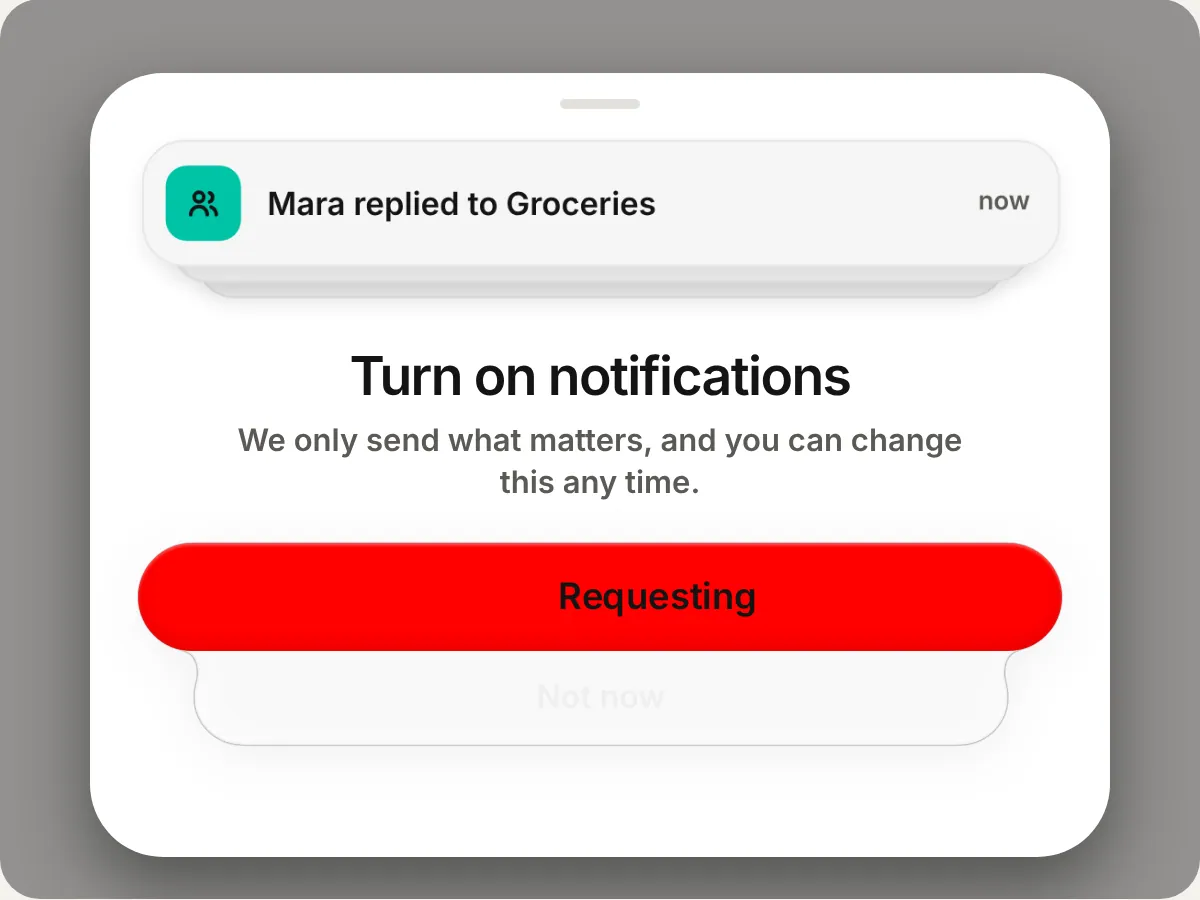 Mara replied to Groceries
now
Turn on notifications
We only send what matters, and you can change
this any time.
Requesting
Not now